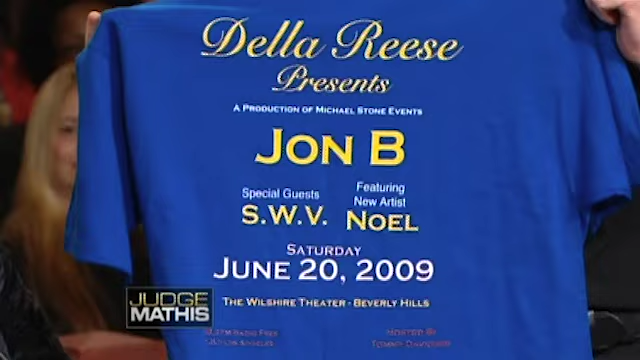 Della Reese
Presents
A Production of Michael Stone Events
Jon B
Special Guests
S.W.V.
Featuring
New Artist
Noel
Saturday
June 20, 2009
The Wilshire Theater - Beverly Hills
Hosted By
JUDGE
MATHIS